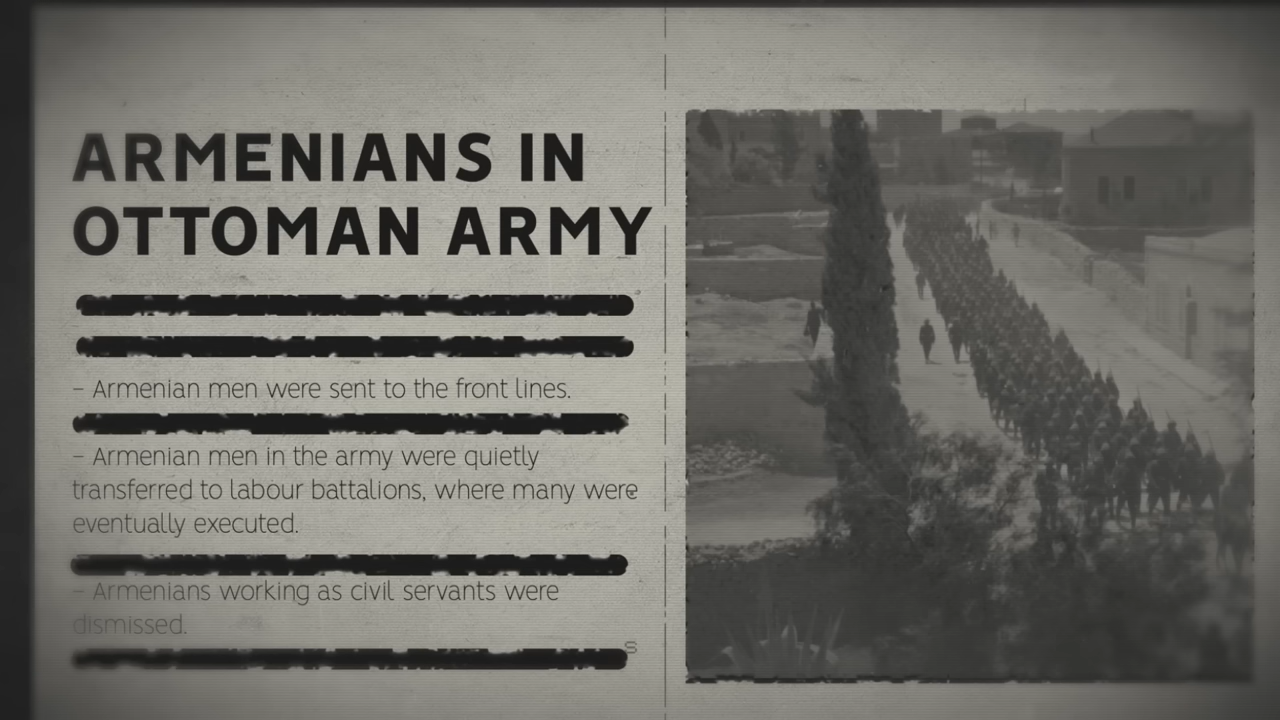 ARMENIANS IN
OTTOMAN ARMY
– Armenian men were sent to the front lines.
– Armenian men in the army were quietly
transferred to labour battalions, where many were
eventually executed.
– Armenians working as civil servants were
dismissed.